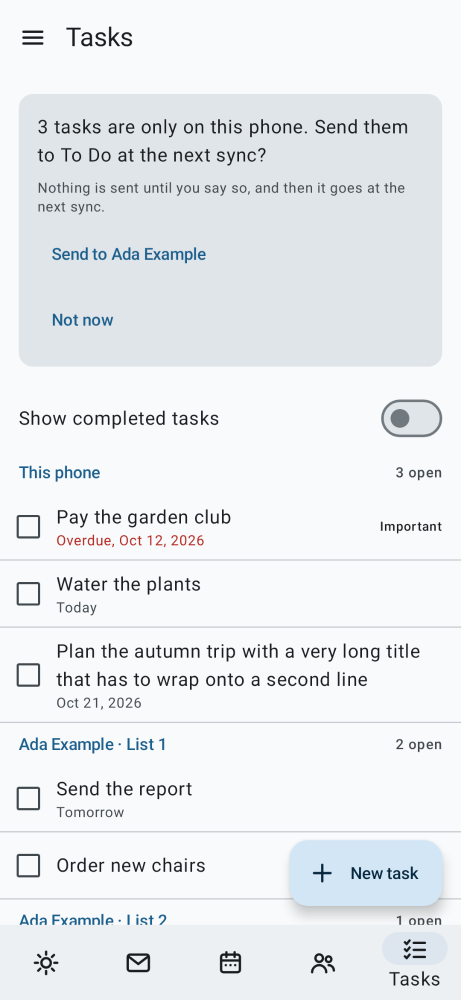 Tasks
3 tasks are only on this phone. Send them
to To Do at the next sync?
Nothing is sent until you say so, and then it goes at the
next sync.
Send to Ada Example
Not now
Show completed tasks
This phone
3 open
Pay the garden club
Important
Overdue, Oct 12, 2026
Water the plants
Today
Plan the autumn trip with a very long title
that has to wrap onto a second line
Oct 21, 2026
Ada Example · List 1
2 open
Send the report
Tomorrow
Order new chairs
New task
Ada Example · List 2
1 open
Tasks